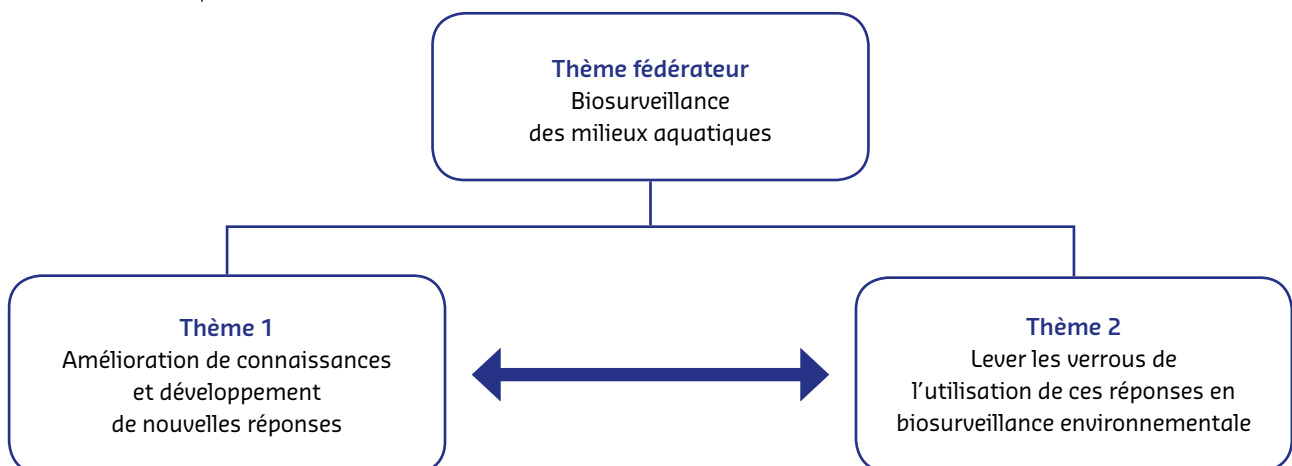 Thème fédérateur
Biosurveillance
des milieux aquatiques
Thème 1
Amélioration de connaissances
et développement
de nouvelles réponses
Thème 2
Lever les verrous de
l'utilisation de ces réponses en
biosurveillance environnementale